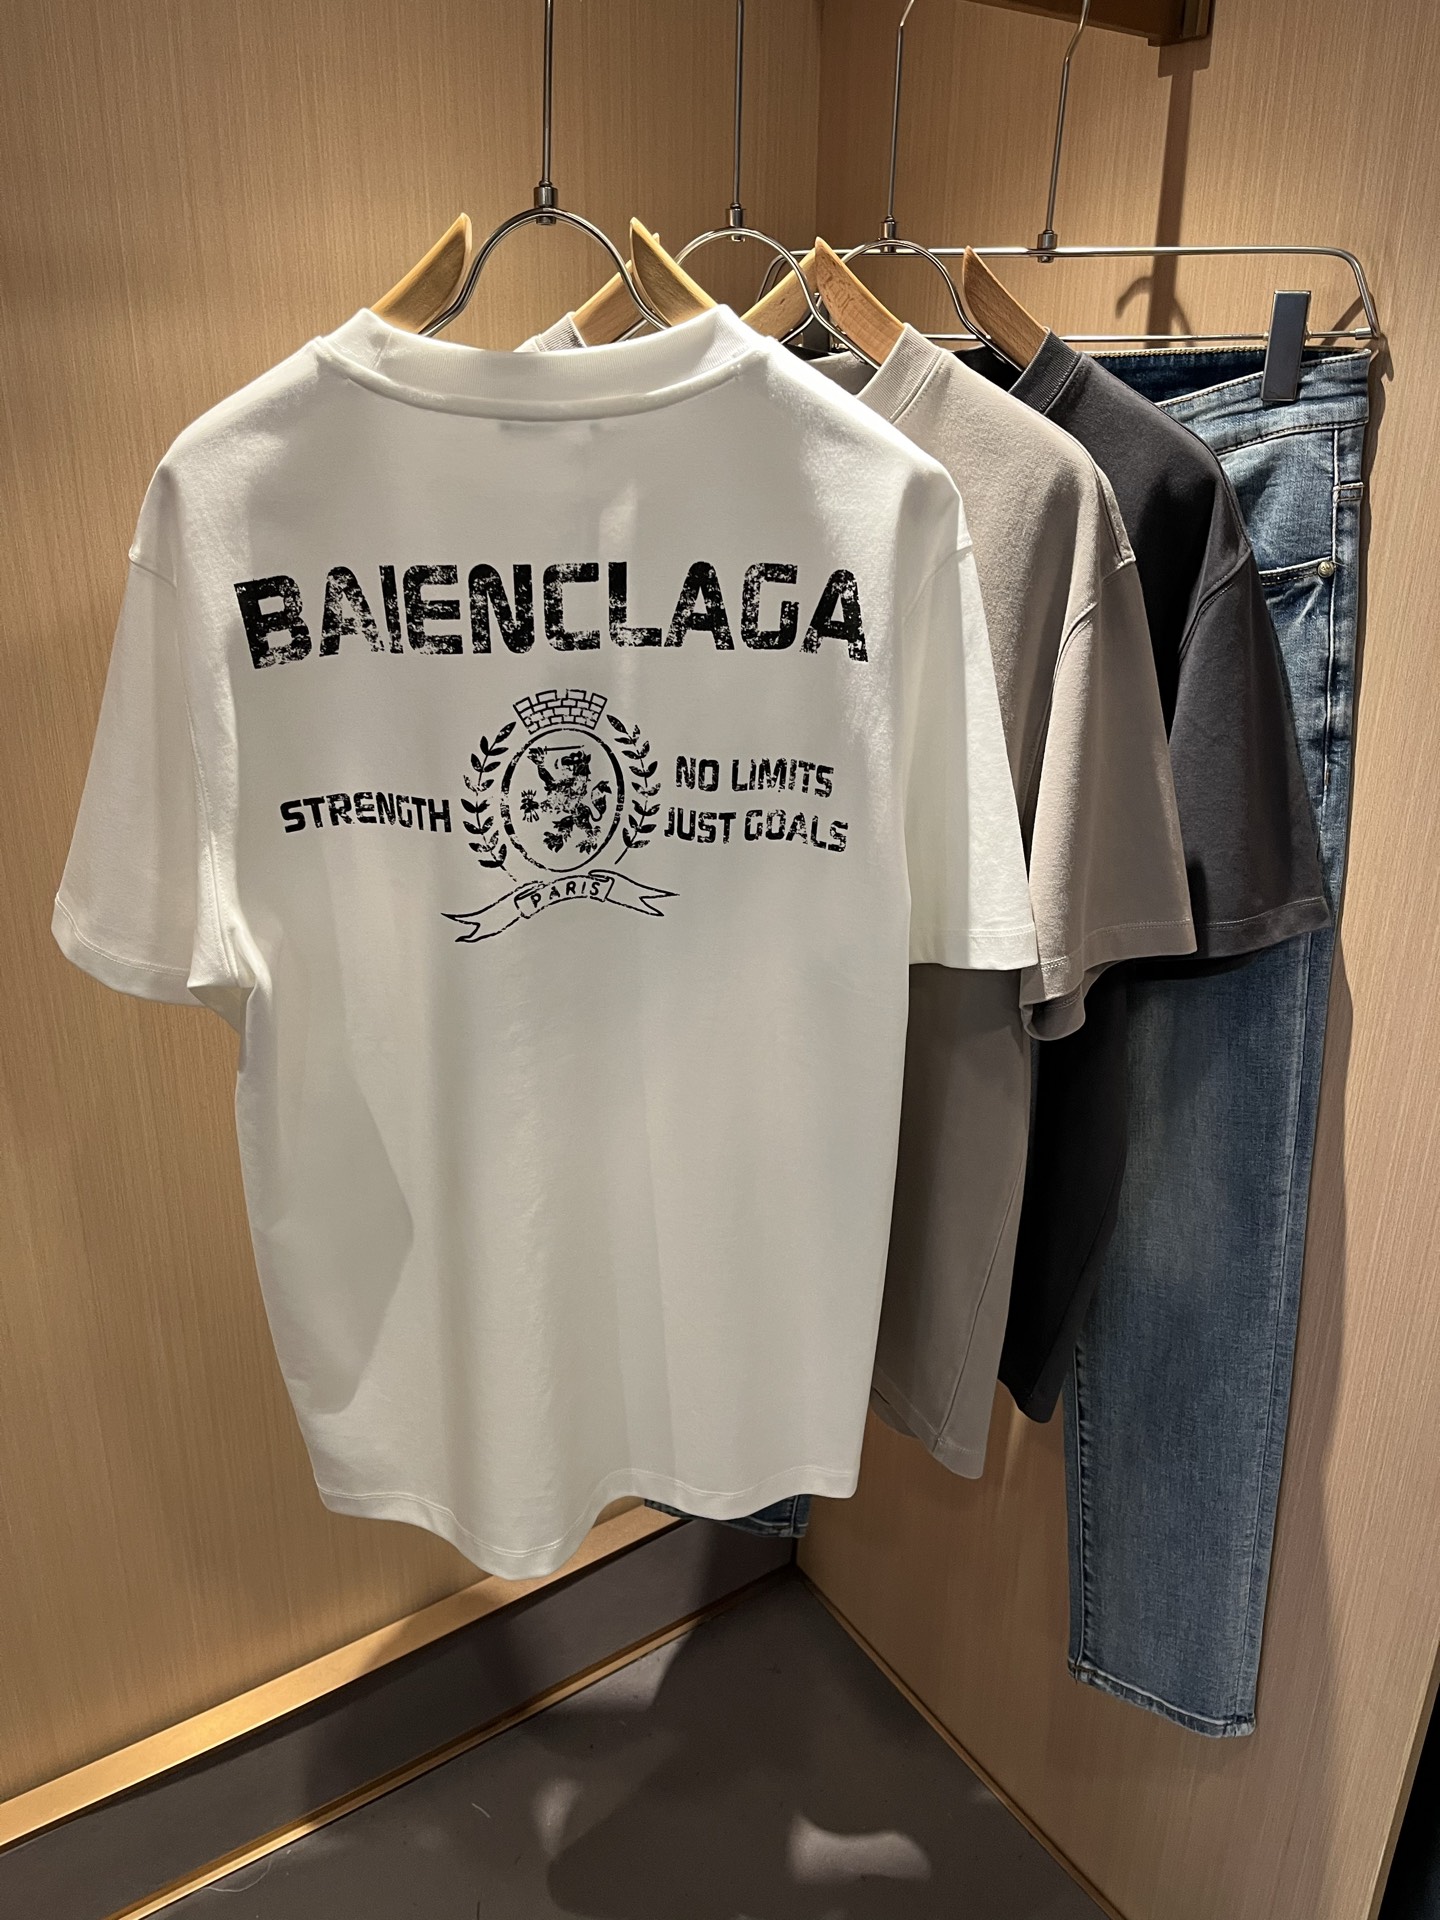 BAIENCLAGA
STRENGTH
NO LIMITS
JUST GOALS
PARIS